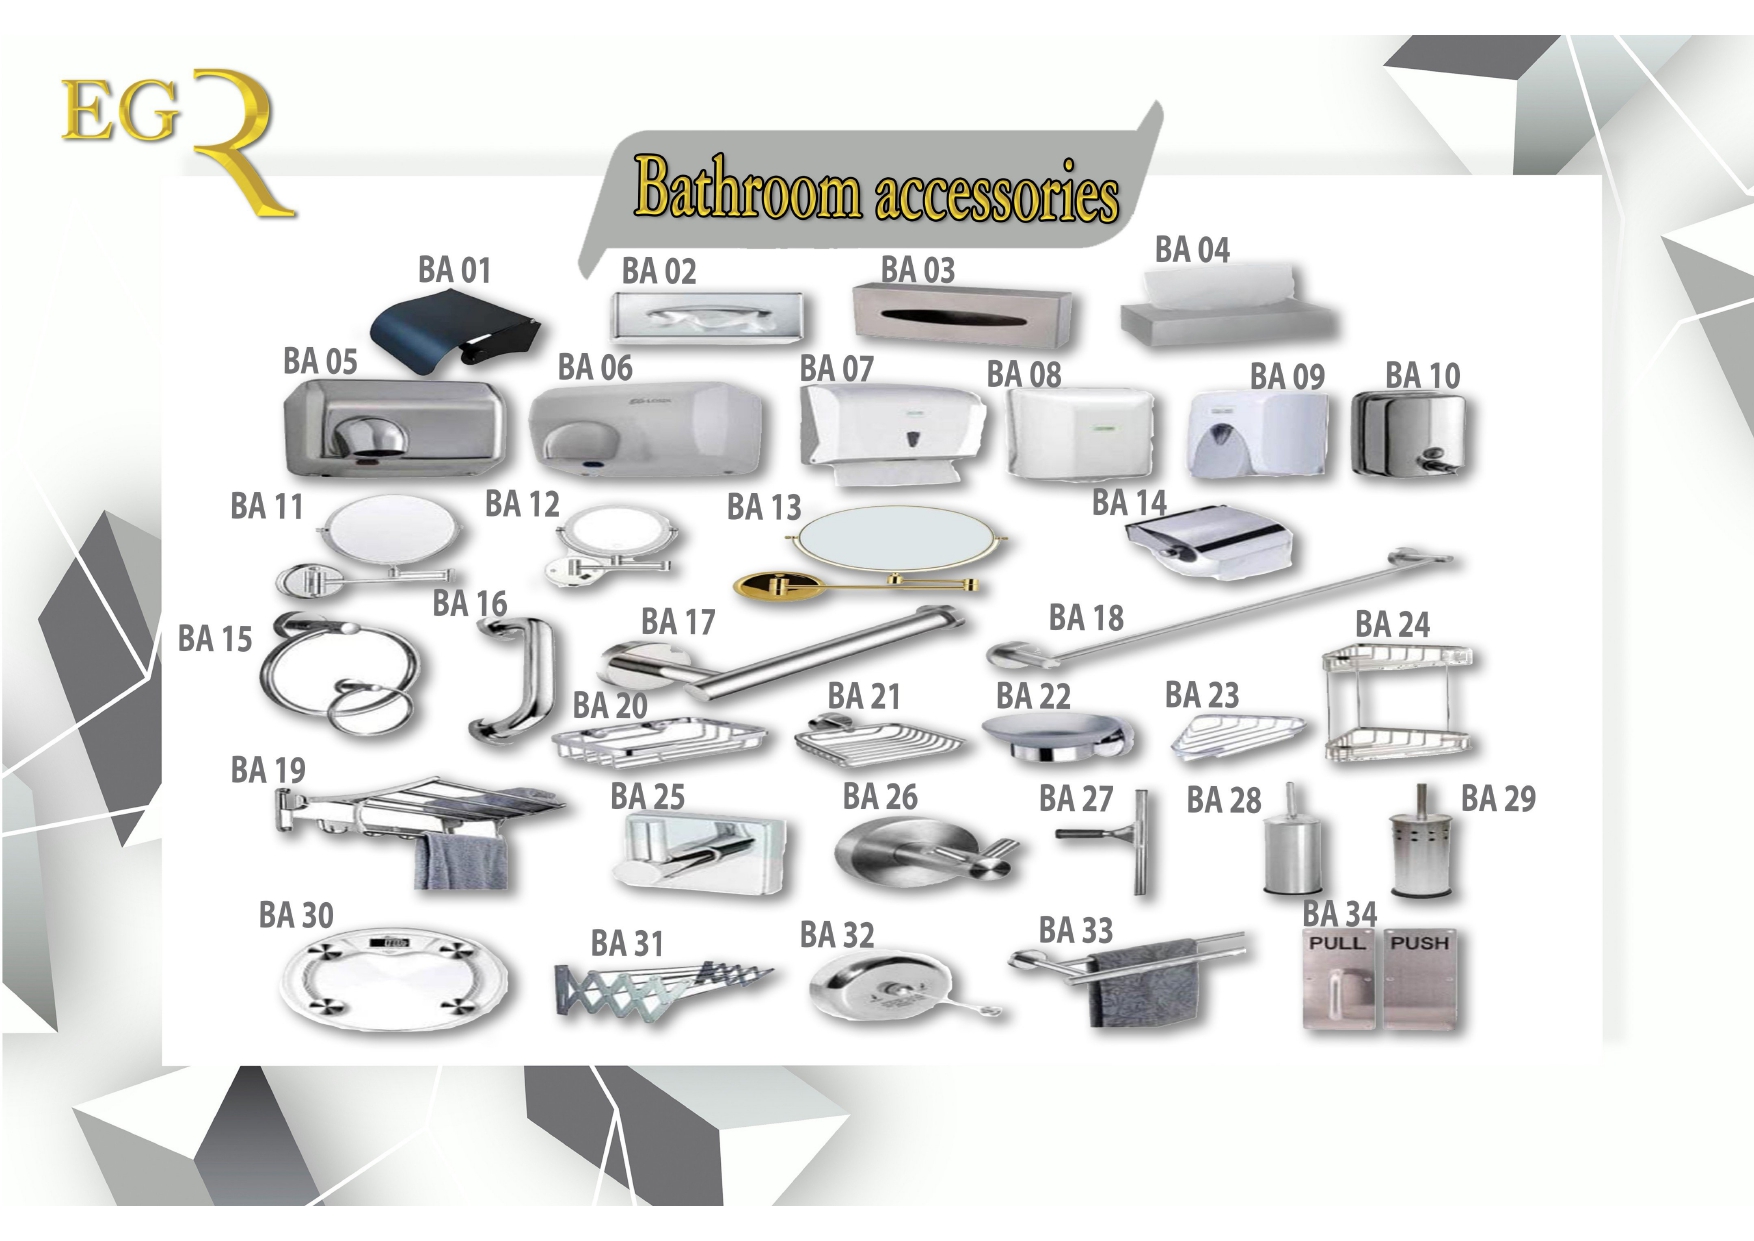 EGR
Bathroom accessories
BA 01
BA 02
BA 03
BA 04
BA 05
BA 06
BA 07
BA 08
BA 09
BA 10
BA 11
BA 12
BA 13
BA 14
BA 15
BA 16
BA 17
BA 18
BA 24
BA 20
BA 21
BA 22
BA 23
BA 19
BA 25
BA 26
BA 27
BA 28
BA 29
BA 30
BA 31
BA 32
BA 33
BA 34
PULL
PUSH